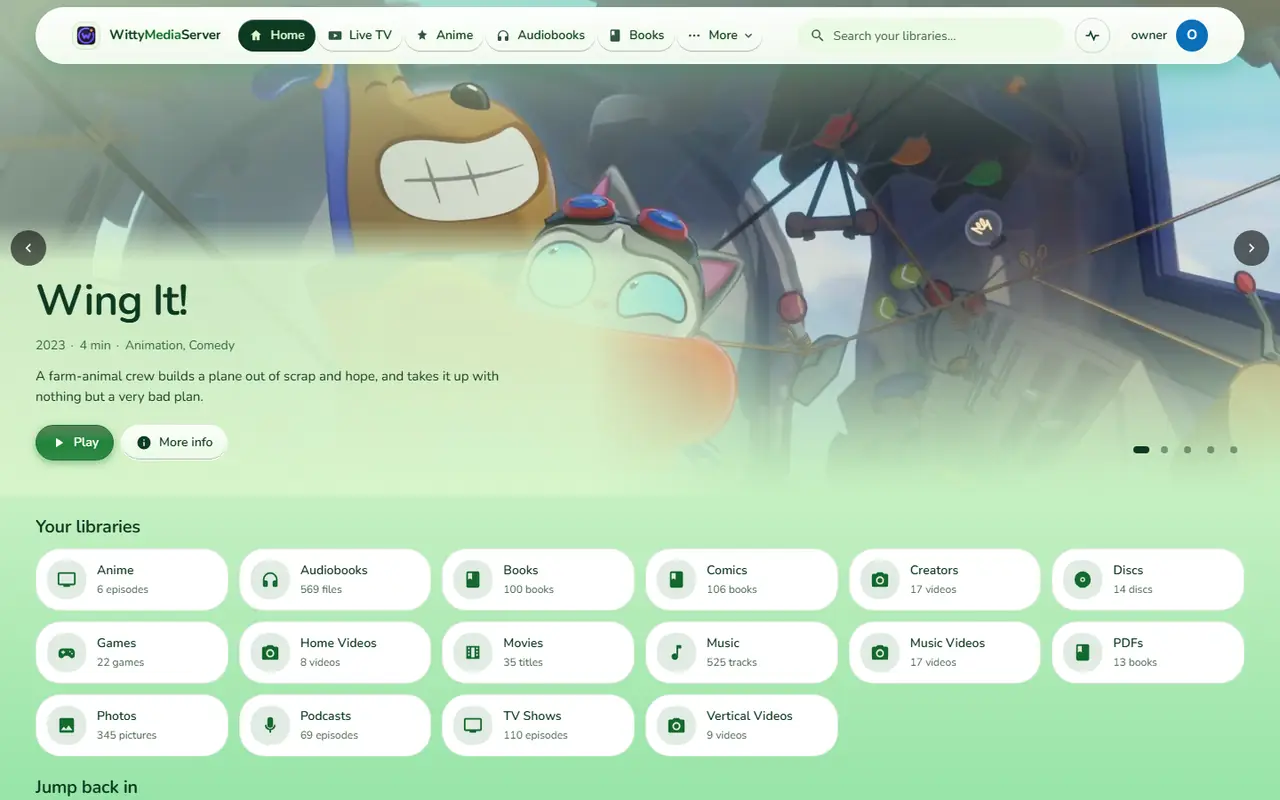 WittyMediaServer
Home
Live TV
Anime
Audiobooks
Books
More
Search your libraries...
owner
O
Wing It!
2023 · 4 min · Animation, Comedy
A farm-animal crew builds a plane out of scrap and hope, and takes it up with
nothing but a very bad plan.
Play
More info
Your libraries
Anime
6 episodes
Audiobooks
569 files
Books
100 books
Comics
106 books
Creators
17 videos
Discs
14 discs
Games
22 games
Home Videos
8 videos
Movies
35 titles
Music
525 tracks
Music Videos
17 videos
PDFs
13 books
Photos
345 pictures
Podcasts
69 episodes
TV Shows
110 episodes
Vertical Videos
9 videos
Jump back in